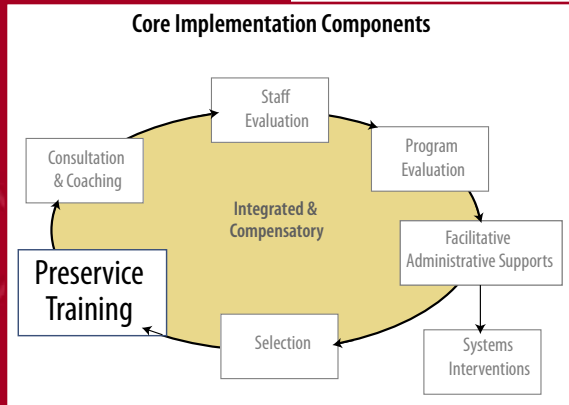 Core Implementation Components
Staff
Evaluation
Consultation
& Coaching
Program
Evaluation
Integrated &
Compensatory
Facilitative
Administrative Supports
Preservice
Training
Selection
Systems
Interventions